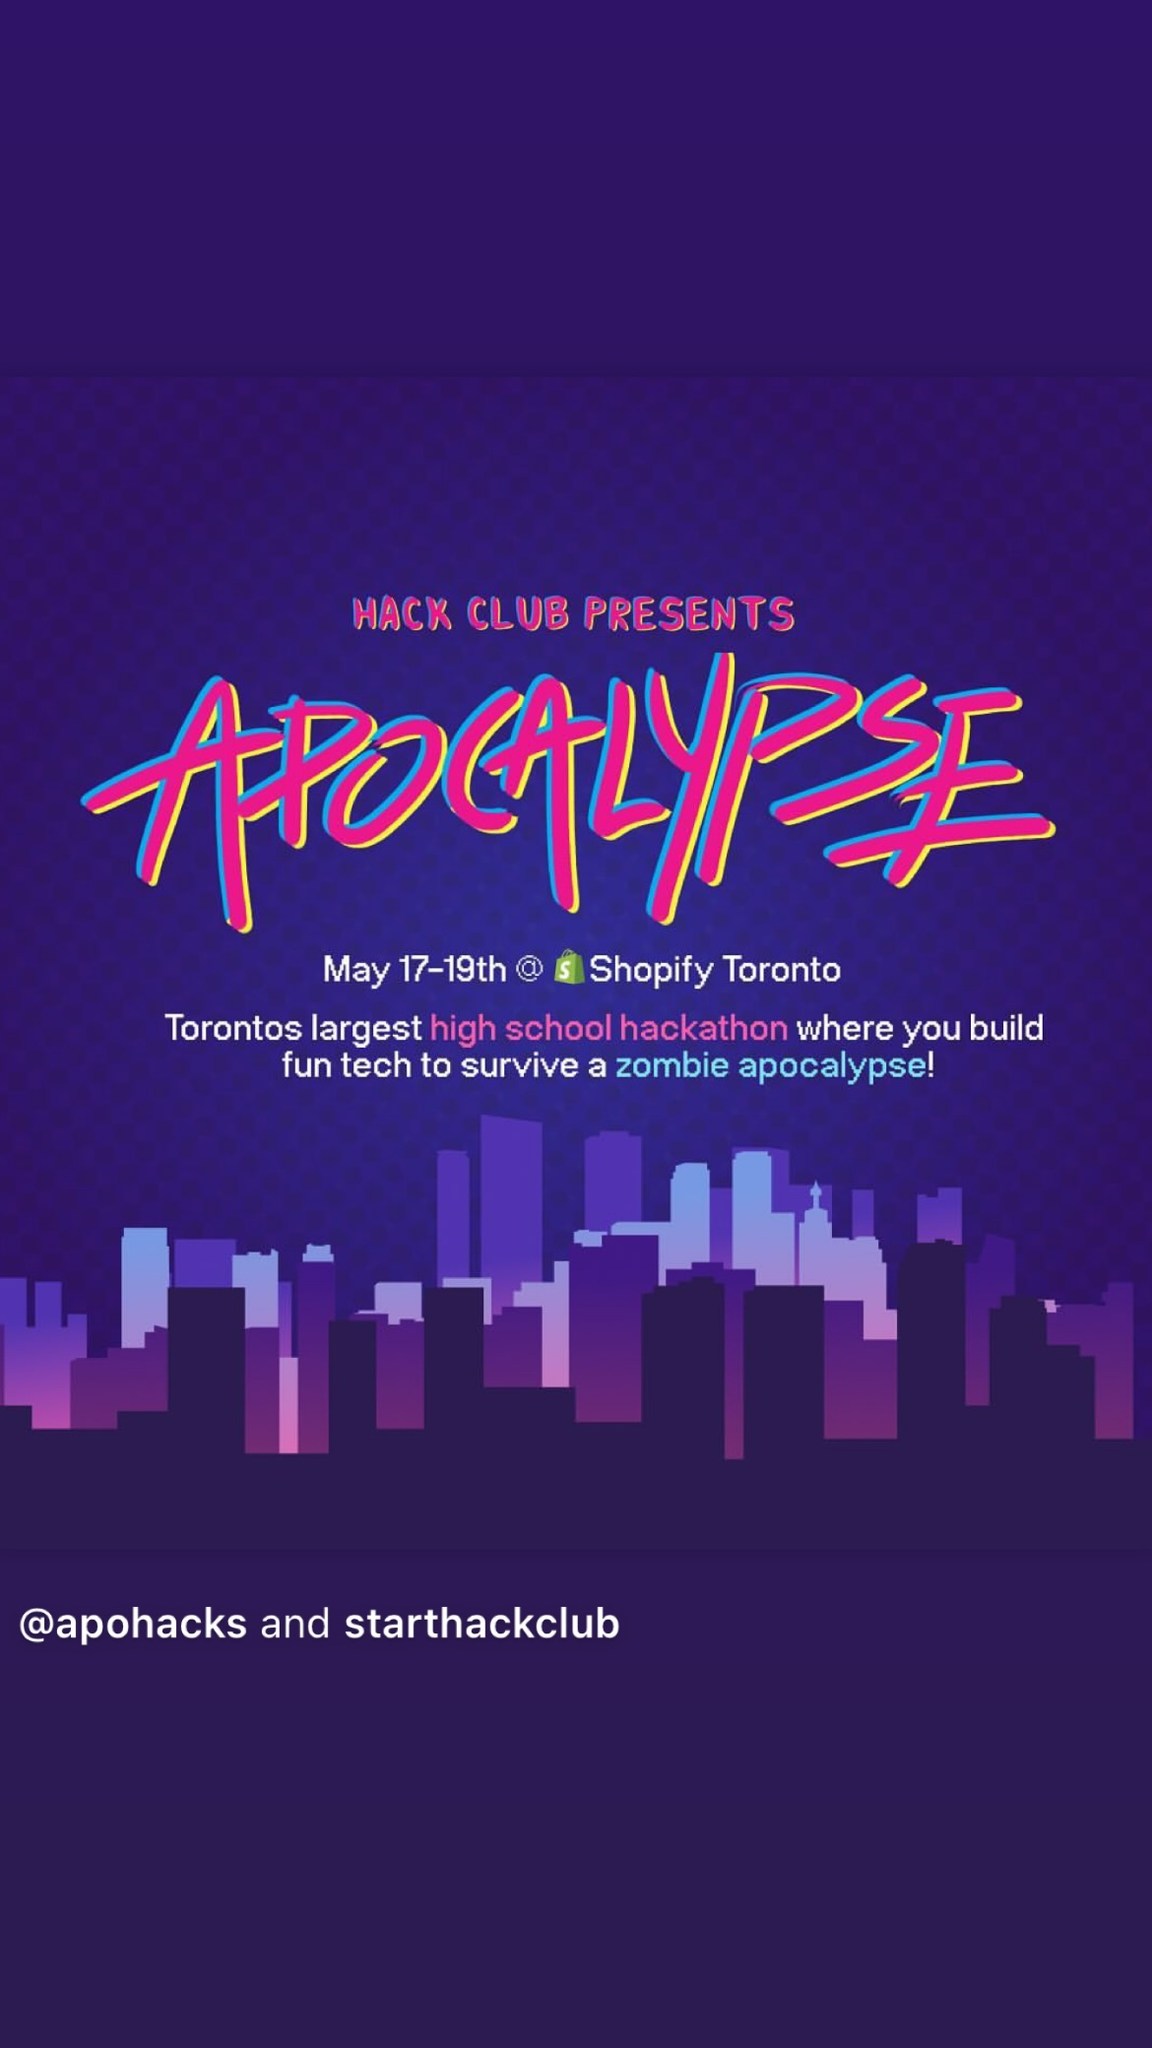 HACK CLUB PRESENTS
APOCALYPSE
May 17-19th @ Shopify Toronto
Torontos largest high school hackathon where you build
fun tech to survive a zombie apocalypse!
@apohacks and starthackclub